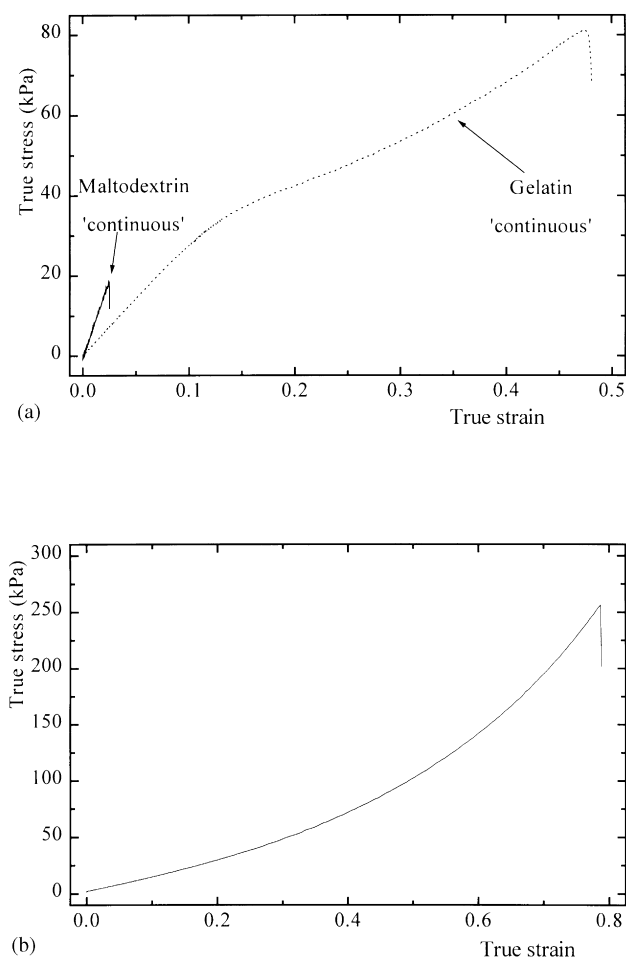 80
60
40
20
0
True stress (kPa)
Maltodextrin
'continuous'
Gelatin
'continuous'
0.0 0.1 0.2 0.3 0.4 0.5
True strain
(a)
300
250
200
150
100
50
0
True stress (kPa)
0.0 0.2 0.4 0.6 0.8
True strain
(b)